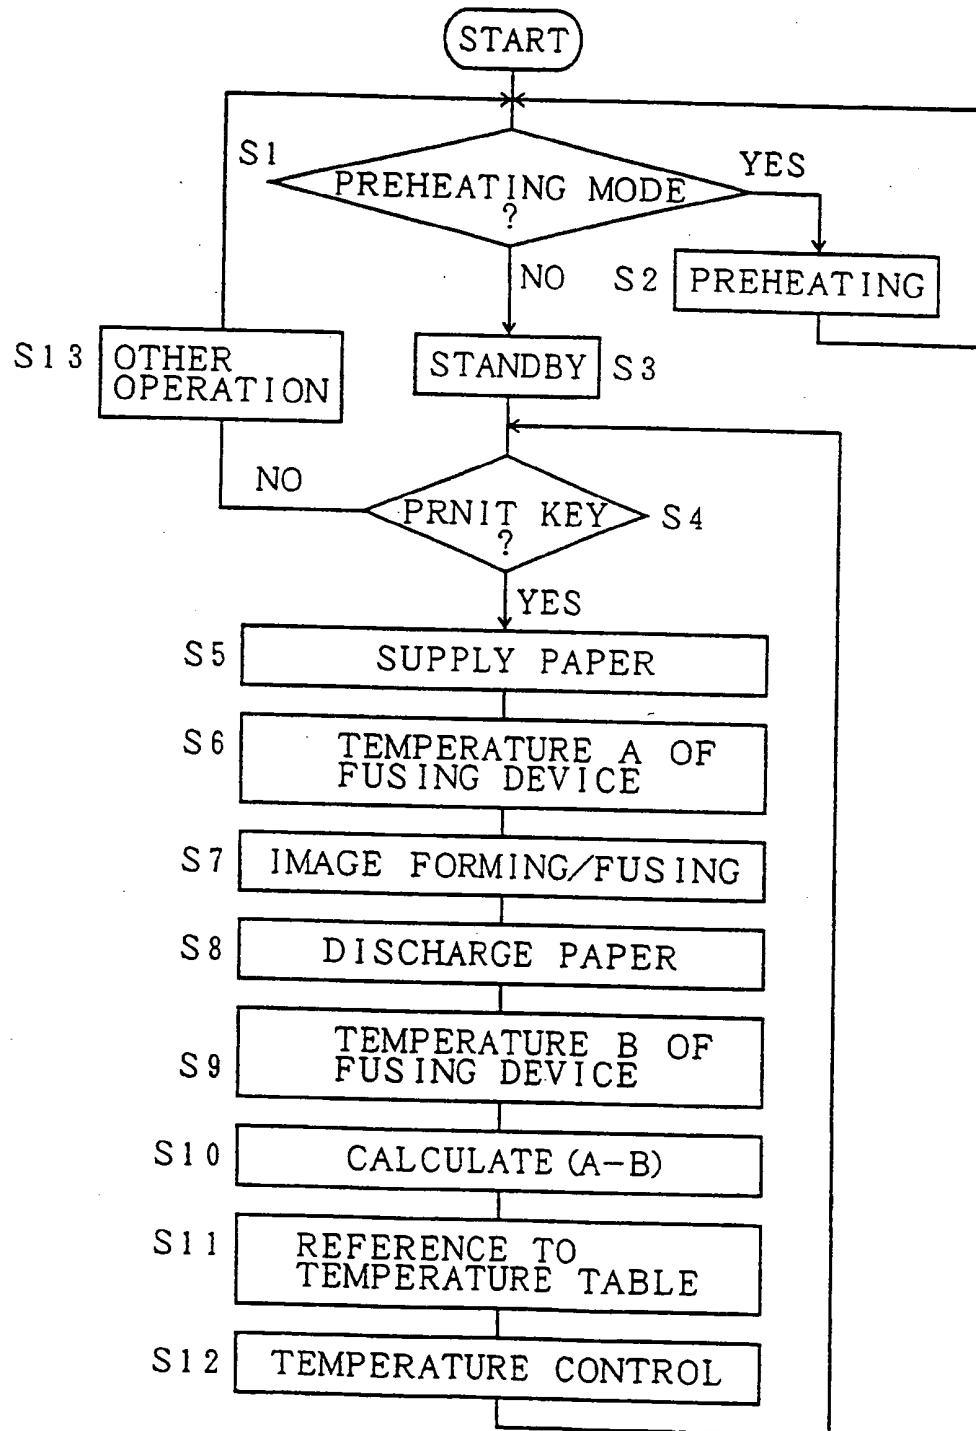 START
S1
PREHEATING MODE
?
YES
NO
S2
PREHEATING
S13
OTHER
OPERATION
STANDBY
S3
NO
PRNIT KEY
?
S4
YES
S5
SUPPLY PAPER
S6
TEMPERATURE A OF
FUSING DEVICE
S7
IMAGE FORMING/FUSING
S8
DISCHARGE PAPER
S9
TEMPERATURE B OF
FUSING DEVICE
S10
CALCULATE (A-B)
S11
REFERENCE TO
TEMPERATURE TABLE
S12
TEMPERATURE CONTROL